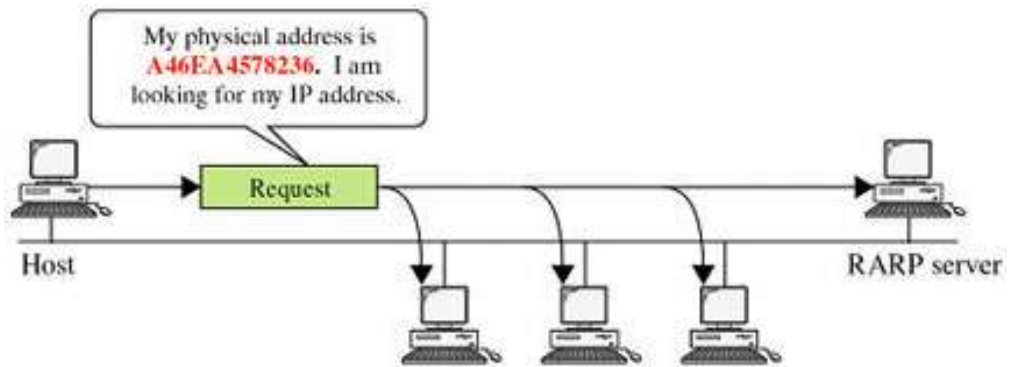 My physical address is
A46EA4578236. I am
looking for my IP address.
Request
Host
RARP server